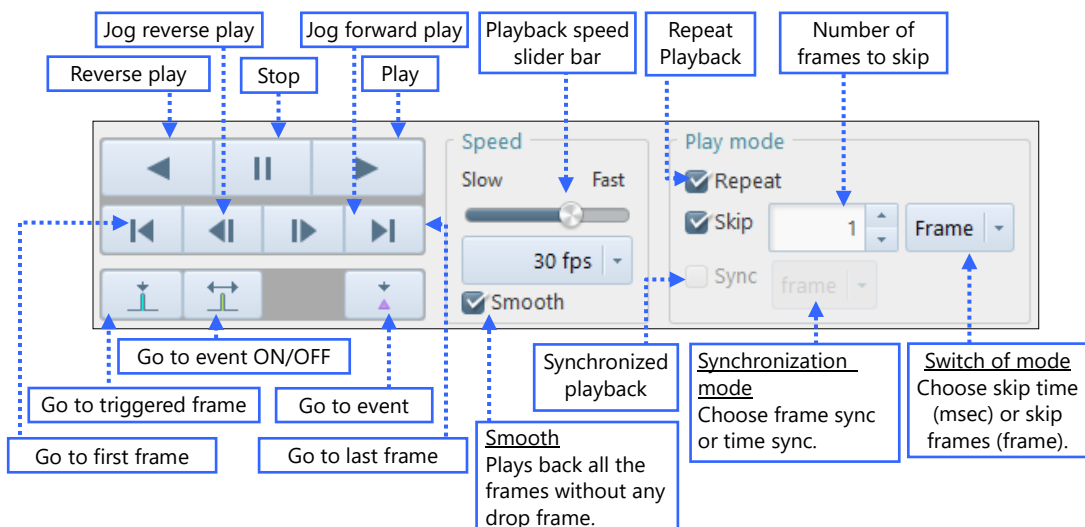 Jog reverse play
Jog forward play
Playback speed
slider bar
Repeat
Playback
Number of
frames to skip
Reverse play
Stop
Play
Speed
Slow
Fast
30 fps
Smooth
Play mode
Repeat
Skip
1
Frame
Sync
frame
Go to event ON/OFF
Go to triggered frame
Go to event
Go to first frame
Go to last frame
Smooth
Plays back all the
frames without any
drop frame.
Synchronized
playback
Synchronization
mode
Choose frame sync
or time sync.
Switch of mode
Choose skip time
(msec) or skip
frames (frame).